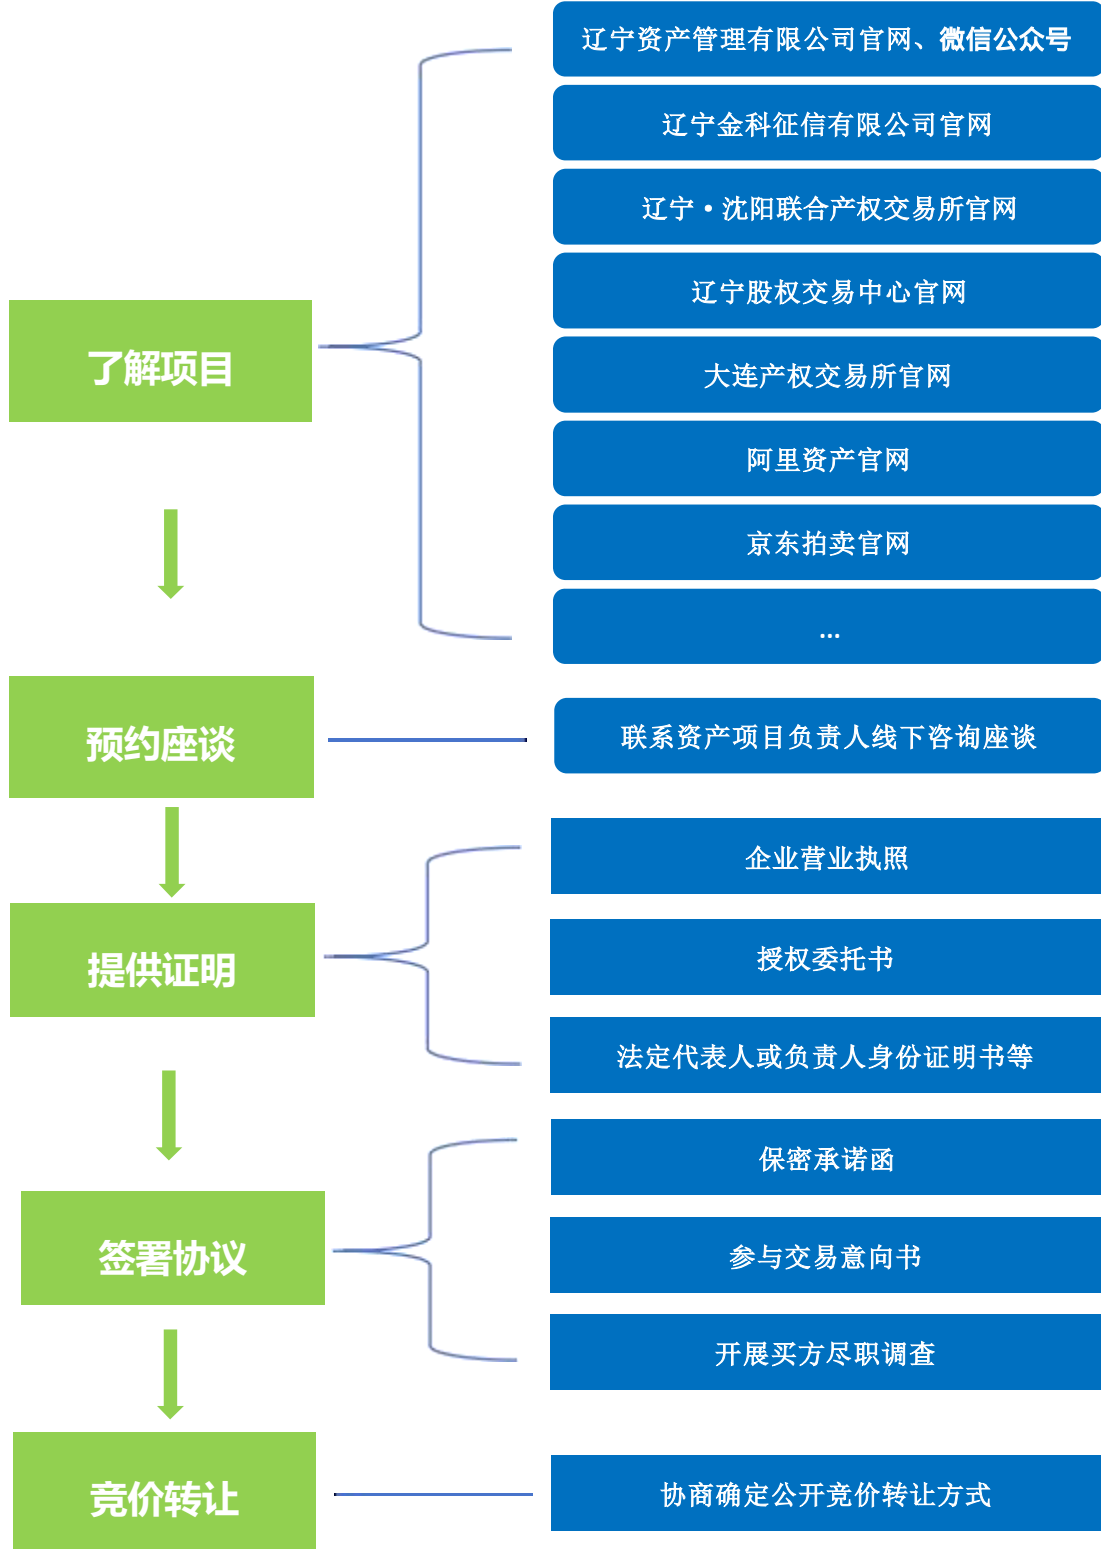 辽宁资产管理有限公司官网、微信公众号
辽宁金科征信有限公司官网
辽宁·沈阳联合产权交易所官网
辽宁股权交易中心官网
了解项目
大连产权交易所官网
阿里资产官网
京东拍卖官网
...
预约座谈
联系资产项目负责人线下咨询座谈
企业营业执照
提供证明
授权委托书
法定代表人或负责人身份证明书等
保密承诺函
签署协议
参与交易意向书
开展买方尽职调查
竞价转让
协商确定公开竞价转让方式